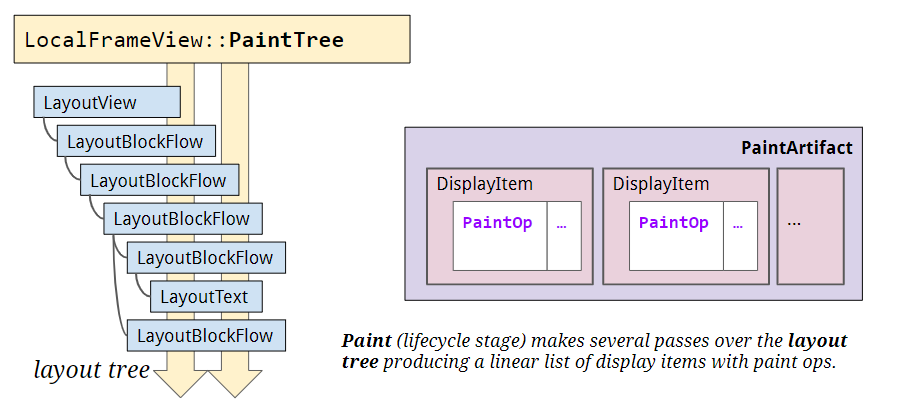 LocalFrameView::PaintTree
LayoutView
LayoutBlockFlow
LayoutBlockFlow
LayoutBlockFlow
LayoutBlockFlow
LayoutText
LayoutBlockFlow
layout tree
PaintArtifact
DisplayItem
PaintOp ...
DisplayItem
PaintOp ...
...
Paint (lifecycle stage) makes several passes over the layout
tree producing a linear list of display items with paint ops.